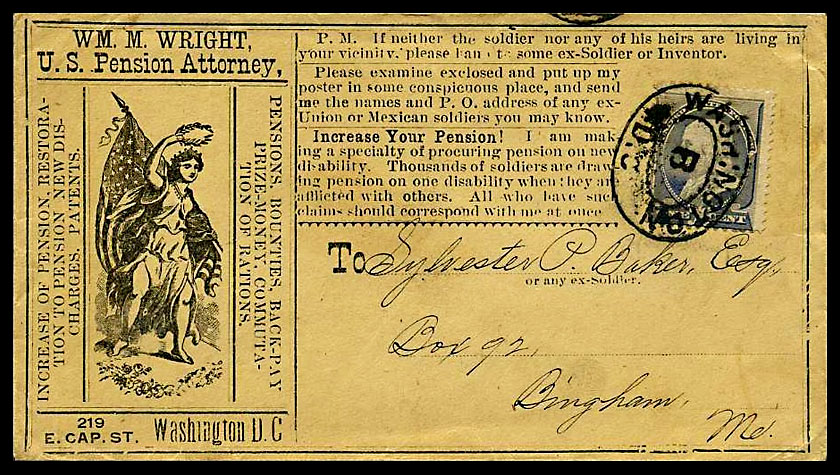 WM. M. WRIGHT,
U. S. Pension Attorney,
INCREASE OF PENSION, RESTORA-
TION TO PENSION NEW DIS-
CHARGES. PATENTS.
PENSIONS, BOUNTIES, BACK-PAY
PRIZE-MONEY, COMMUTA-
TION OF RATIONS.
219
E. CAP. ST. Washington D.C
P. M. If neither the soldier nor any of his heirs are living in
your vicinity, please to some ex-Soldier or Inventor.
Please examine exclosed and put up my
poster in some conspicuous place, and send
me the names and P. O. address of any ex-
Union or Mexican soldiers you may know.
Increase Your Pension! I am mak-
ing a specialty of procuring pension on new
disability. Thousands of soldiers are draw
ing pension on one disability when they ar
afflicted with others. All who have such
claims should correspond with me at once
WASHINGTON
D.C.
B
To Sylvester P. Baker, Esq,
or any ex-Soldier.
Box 92,
Bingham,
Me.